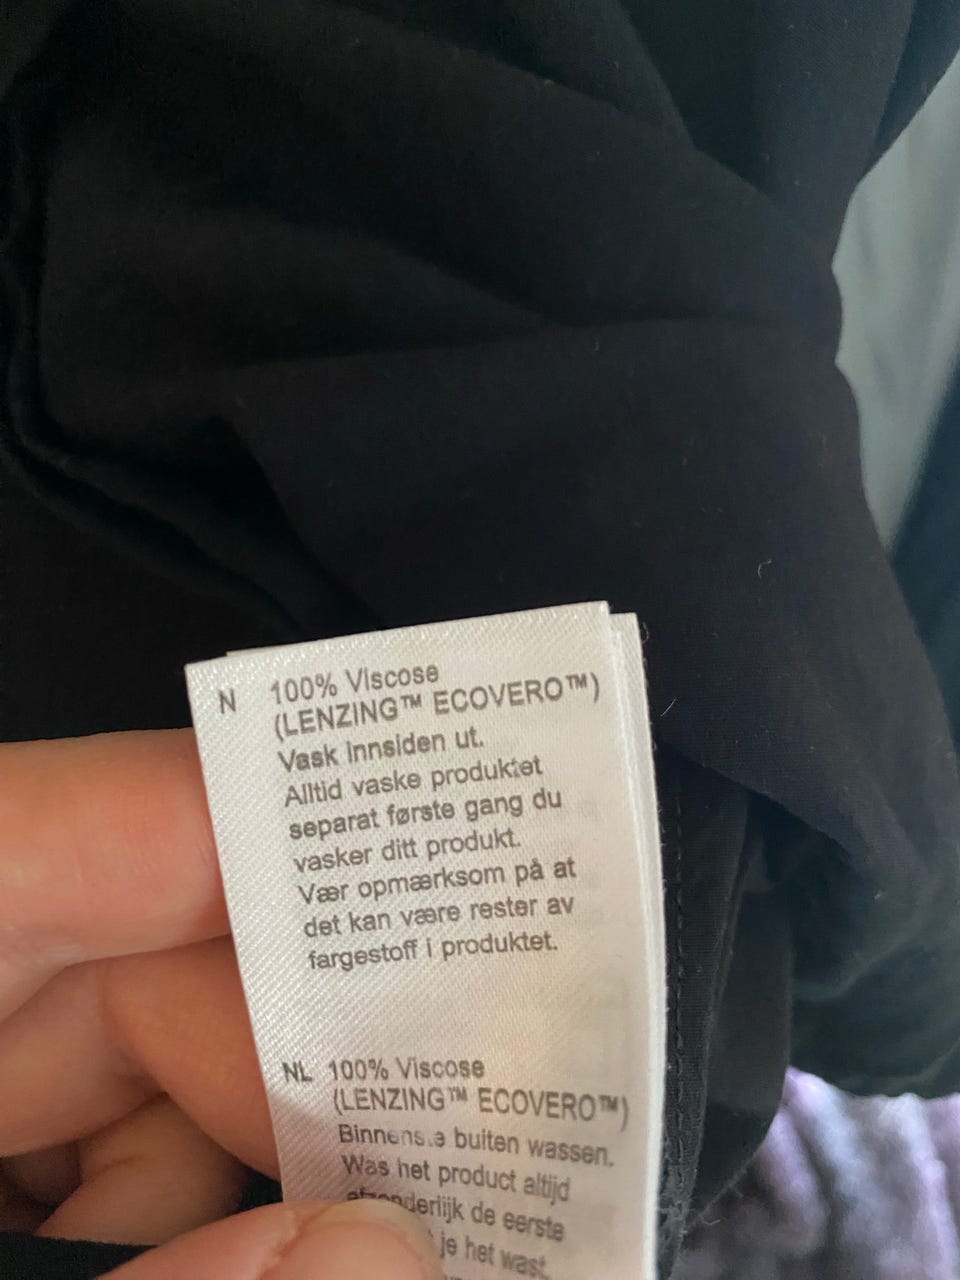 N 100% Viscose
(LENZING™ ECOVERO™)
Vask innsiden ut.
Alltid vaske produktet
separat første gang du
vasker ditt produkt.
Vær opmærksom på at
det kan være rester av
fargestoff i produktet.
NL 100% Viscose
(LENZING™ ECOVERO™)
buiten wassen.
Was het product altijd
de eerste
je het wast.